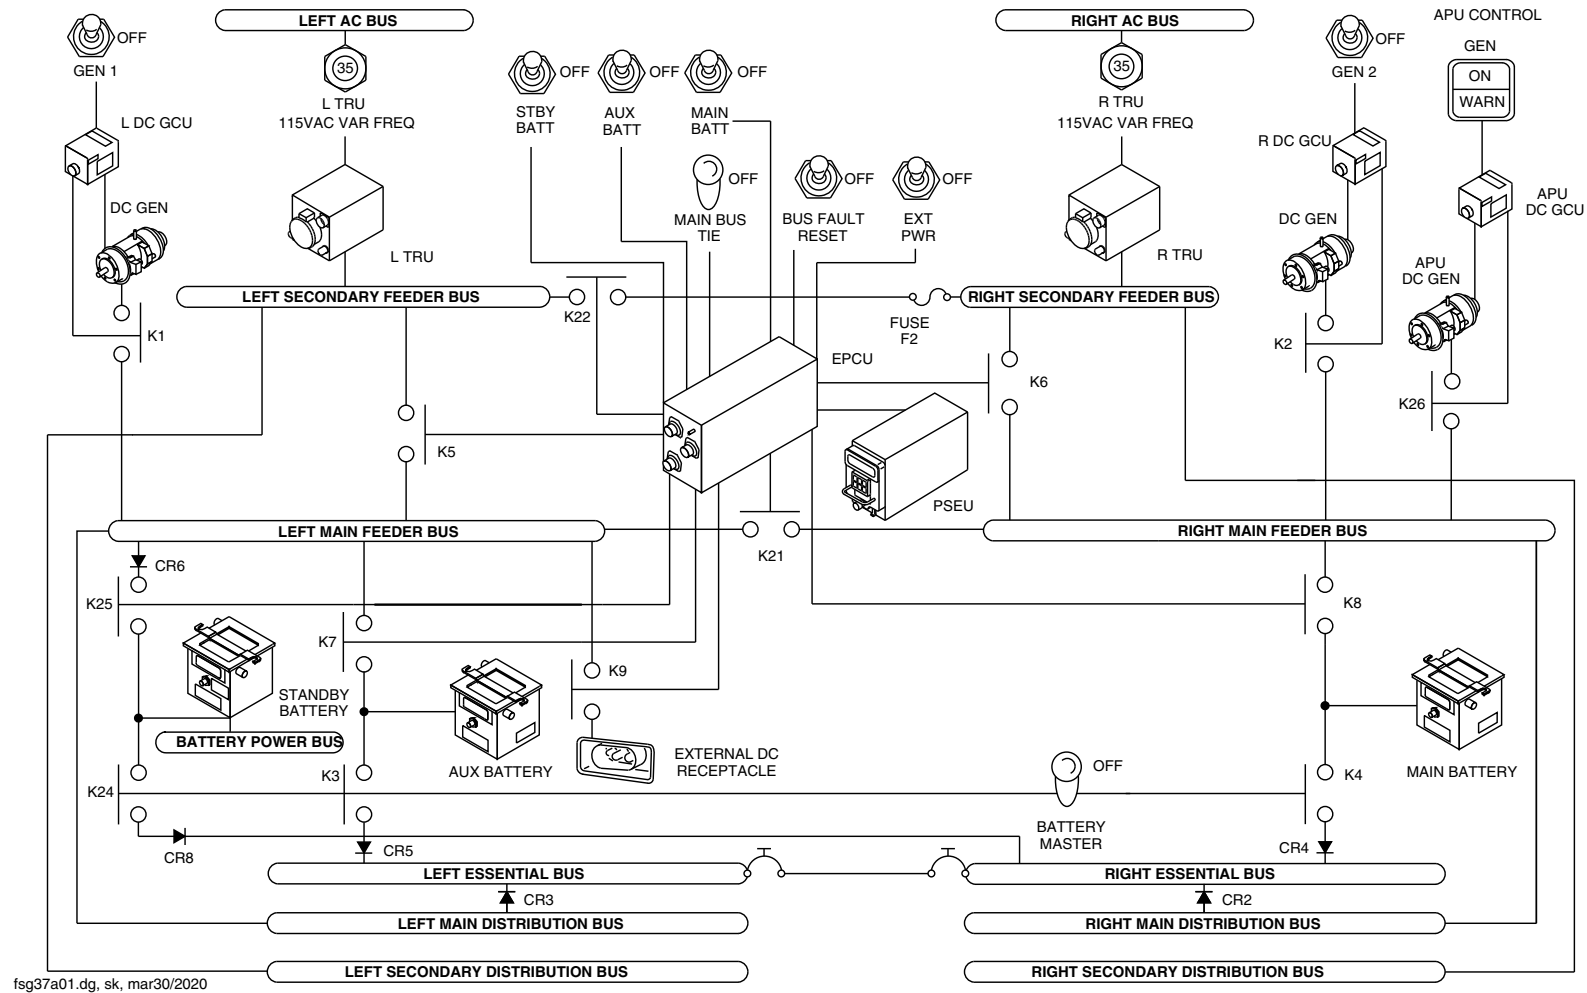 LEFT AC BUS
RIGHT AC BUS
APU CONTROL
OFF
GEN 1
35
L TRU
115VAC VAR FREQ
OFF
STBY
BATT
OFF
AUX
BATT
OFF
MAIN
BATT
35
R TRU
115VAC VAR FREQ
OFF
GEN 2
GEN
ON
WARN
L DC GCU
R DC GCU
APU
DC GCU
OFF
MAIN BUS
TIE
OFF
BUS FAULT
RESET
OFF
EXT
PWR
DC GEN
L TRU
R TRU
DC GEN
APU
DC GEN
LEFT SECONDARY FEEDER BUS
K22
FUSE
F2
RIGHT SECONDARY FEEDER BUS
K1
EPCU
K6
K2
K26
K5
PSEU
LEFT MAIN FEEDER BUS
K21
RIGHT MAIN FEEDER BUS
CR6
K25
K8
K7
K9
STANDBY
BATTERY
BATTERY POWER BUS
AUX BATTERY
EXTERNAL DC
RECEPTACLE
OFF
BATTERY
MASTER
MAIN BATTERY
K24
K3
K4
CR8
CR5
CR4
LEFT ESSENTIAL BUS
RIGHT ESSENTIAL BUS
CR3
CR2
LEFT MAIN DISTRIBUTION BUS
RIGHT MAIN DISTRIBUTION BUS
LEFT SECONDARY DISTRIBUTION BUS
RIGHT SECONDARY DISTRIBUTION BUS
fsg37a01.dg, sk, mar30/2020